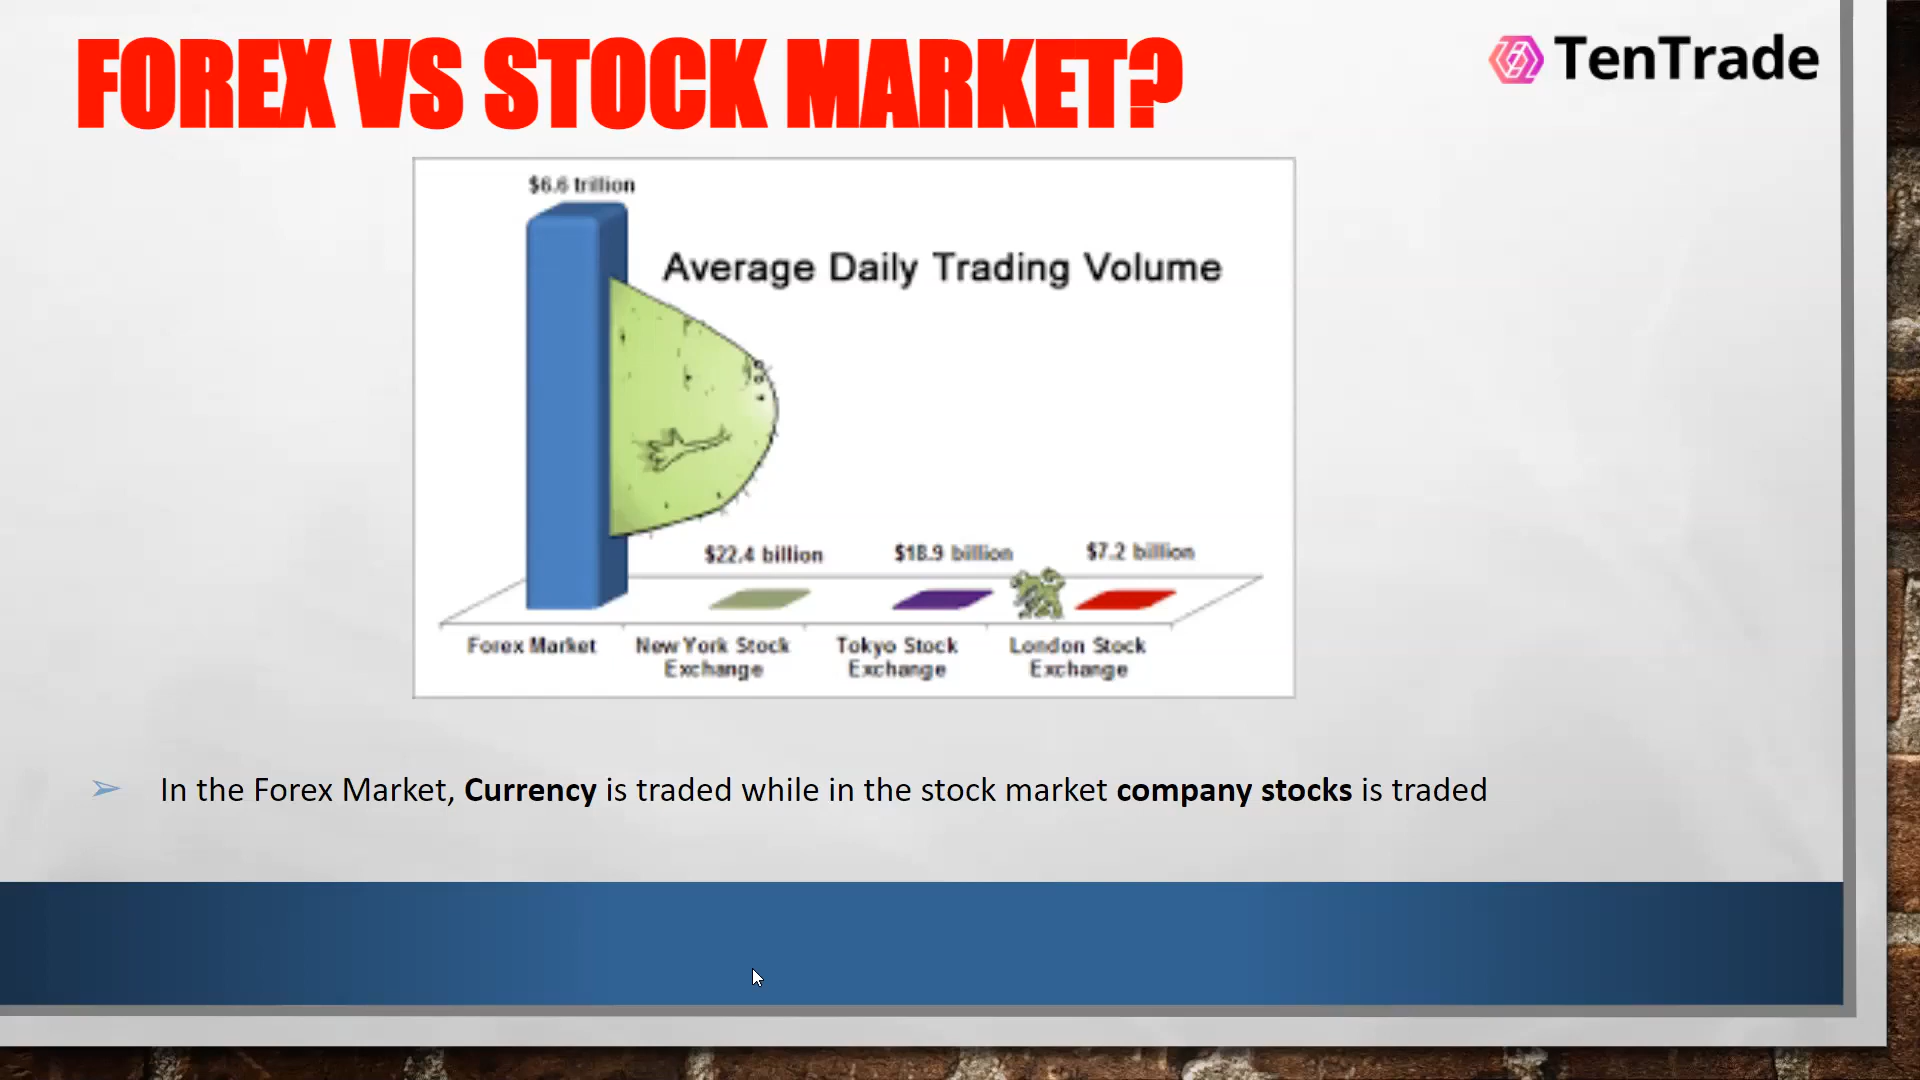 FOREX VS STOCK MARKET?
TenTrade
$6.6 trillion
Average Daily Trading Volume
$22.4 billion
$18.9 billion
$7.2 billion
Forex Market
New York Stock
Exchange
Tokyo Stock
Exchange
London Stock
Exchange
➢ In the Forex Market, Currency is traded while in the stock market company stocks is traded